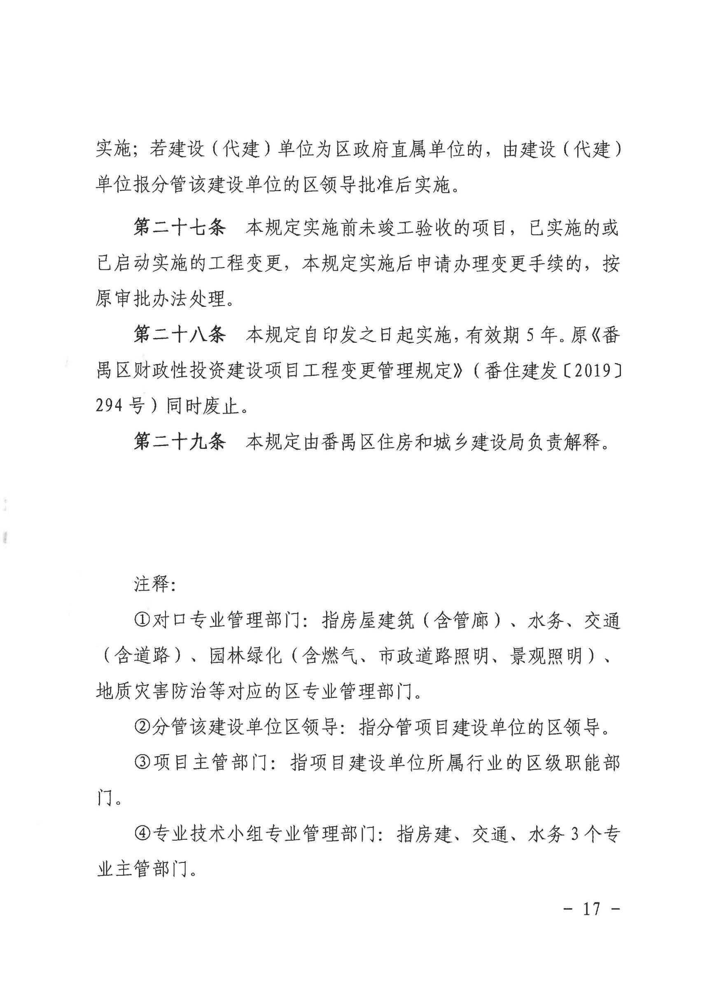 实施；若建设（代建）单位为区政府直属单位的，由建设（代建）
单位报分管该建设单位的区领导批准后实施。
第二十七条　本规定实施前未竣工验收的项目，已实施的或
已启动实施的工程变更，本规定实施后申请办理变更手续的，按
原审批办法处理。
第二十八条　本规定自印发之日起实施，有效期 5 年。原《番
禺区财政性投资建设项目工程变更管理规定》（番住建发〔2019〕
294 号）同时废止。
第二十九条　本规定由番禺区住房和城乡建设局负责解释。
注释：
①对口专业管理部门：指房屋建筑（含管廊）、水务、交通
（含道路）、园林绿化（含燃气、市政道路照明、景观照明）、
地质灾害防治等对应的区专业管理部门。
②分管该建设单位区领导：指分管项目建设单位的区领导。
③项目主管部门：指项目建设单位所属行业的区级职能部
门。
④专业技术小组专业管理部门：指房建、交通、水务 3 个专
业主管部门。
- 17 -